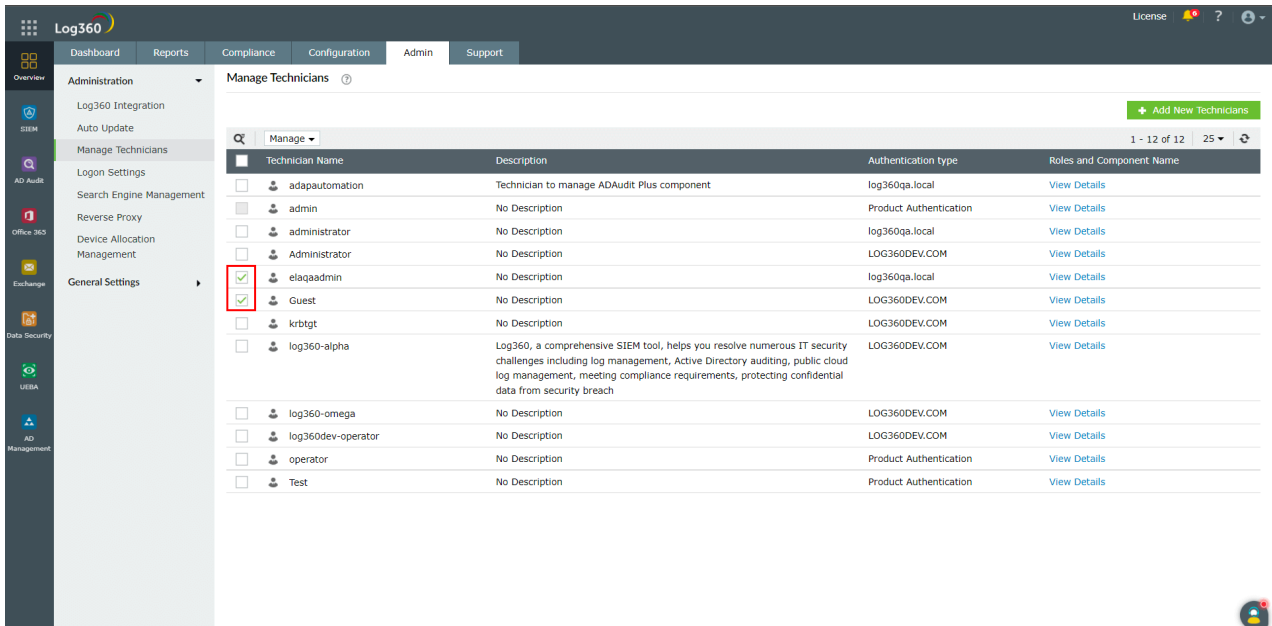 License 6 ?
Log360
Dashboard Reports Compliance Configuration Admin Support
Overview
SIEM
AD Audit
Office 365
Exchange
Data Security
UEBA
AD
Management
Administration
Log360 Integration
Auto Update
Manage Technicians
Logon Settings
Search Engine Management
Reverse Proxy
Device Allocation
Management
General Settings
Manage Technicians ?
+ Add New Technicians
Manage 1 - 12 of 12 25
Technician Name Description Authentication type Roles and Component Name
adapautomation Technician to manage ADAudit Plus component log360qa.local View Details
admin No Description Product Authentication View Details
administrator No Description log360qa.local View Details
Administrator No Description LOG360DEV.COM View Details
elaqaadmin No Description log360qa.local View Details
Guest No Description LOG360DEV.COM View Details
krbtgt No Description LOG360DEV.COM View Details
log360-alpha Log360, a comprehensive SIEM tool, helps you resolve numerous IT security LOG360DEV.COM View Details
challenges including log management, Active Directory auditing, public cloud
log management, meeting compliance requirements, protecting confidential
data from security breach
log360-omega No Description LOG360DEV.COM View Details
log360dev-operator No Description LOG360DEV.COM View Details
operator No Description Product Authentication View Details
Test No Description Product Authentication View Details